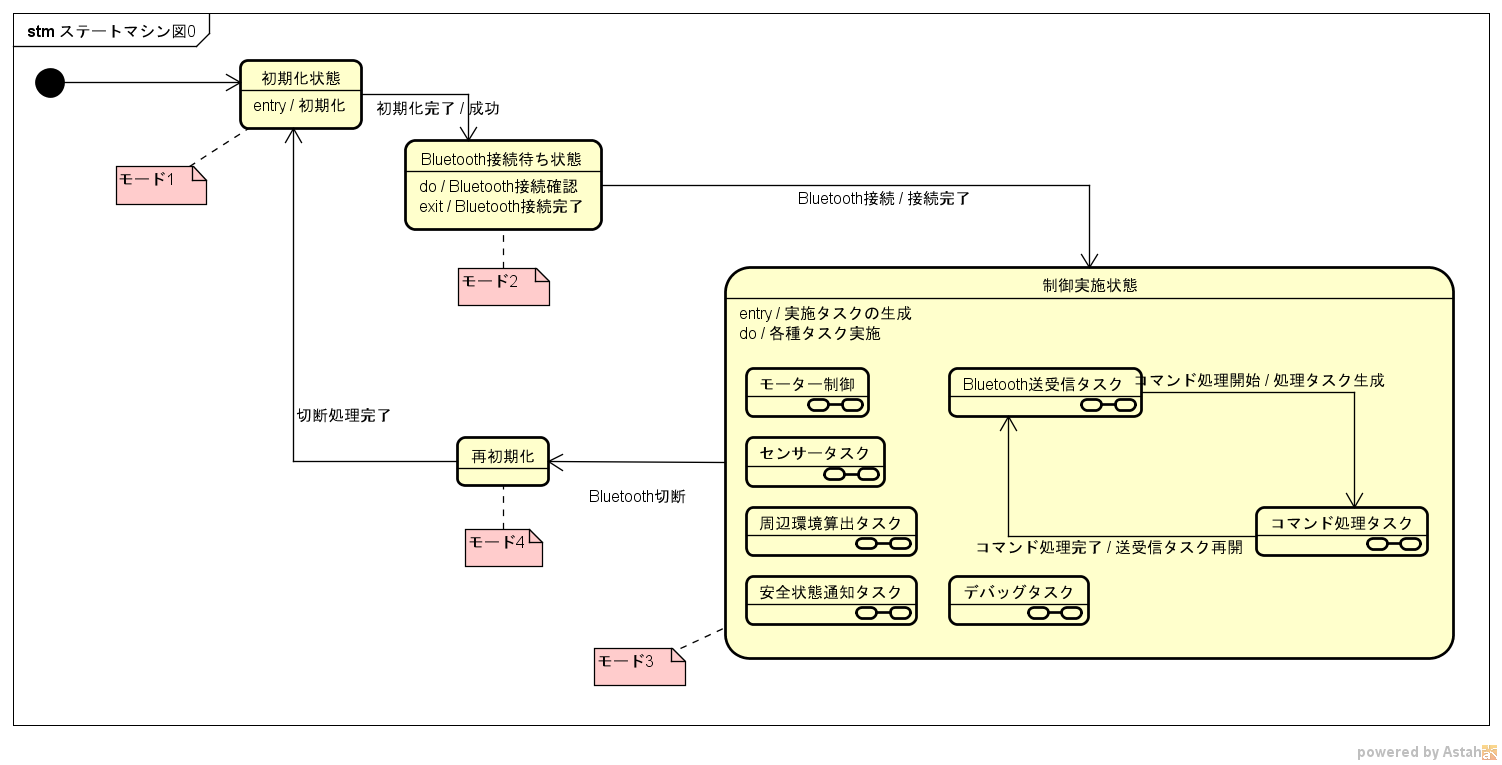 stm ステートマシン図0
初期化状態
entry / 初期化
初期化完了 / 成功
モード1
Bluetooth接続待ち状態
do / Bluetooth接続確認
exit / Bluetooth接続完了
Bluetooth接続 / 接続完了
モード2
制御実施状態
entry / 実施タスクの生成
do / 各種タスク実施
モーター制御
Bluetooth送受信タスク
コマンド処理開始 / 処理タスク生成
切断処理完了
再初期化
センサータスク
Bluetooth切断
周辺環境算出タスク
コマンド処理タスク
モード4
コマンド処理完了 / 送受信タスク再開
安全状態通知タスク
デバッグタスク
モード3
powered by Astah